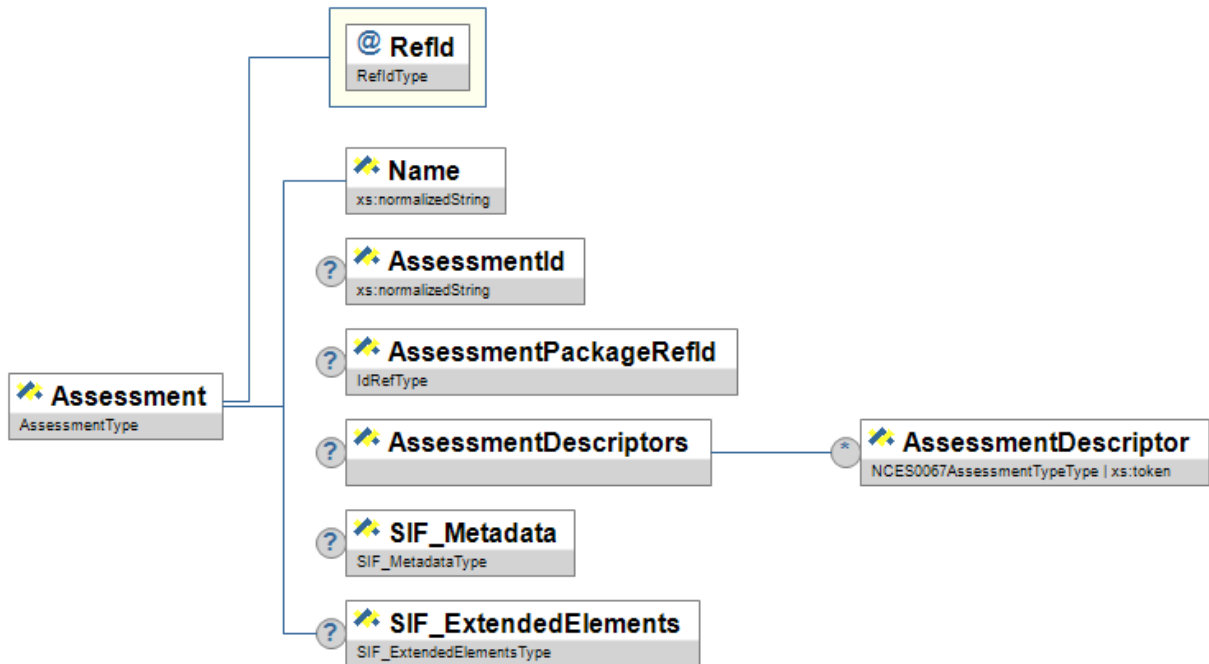 @ RefId
RefIdType
Name
xs:normalizedString
? AssessmentId
xs:normalizedString
? AssessmentPackageRefId
IdRefType
Assessment
AssessmentType
? AssessmentDescriptors
* AssessmentDescriptor
NCES0067AssessmentTypeType | xs:token
? SIF_Metadata
SIF_MetadataType
? SIF_ExtendedElements
SIF_ExtendedElementsType